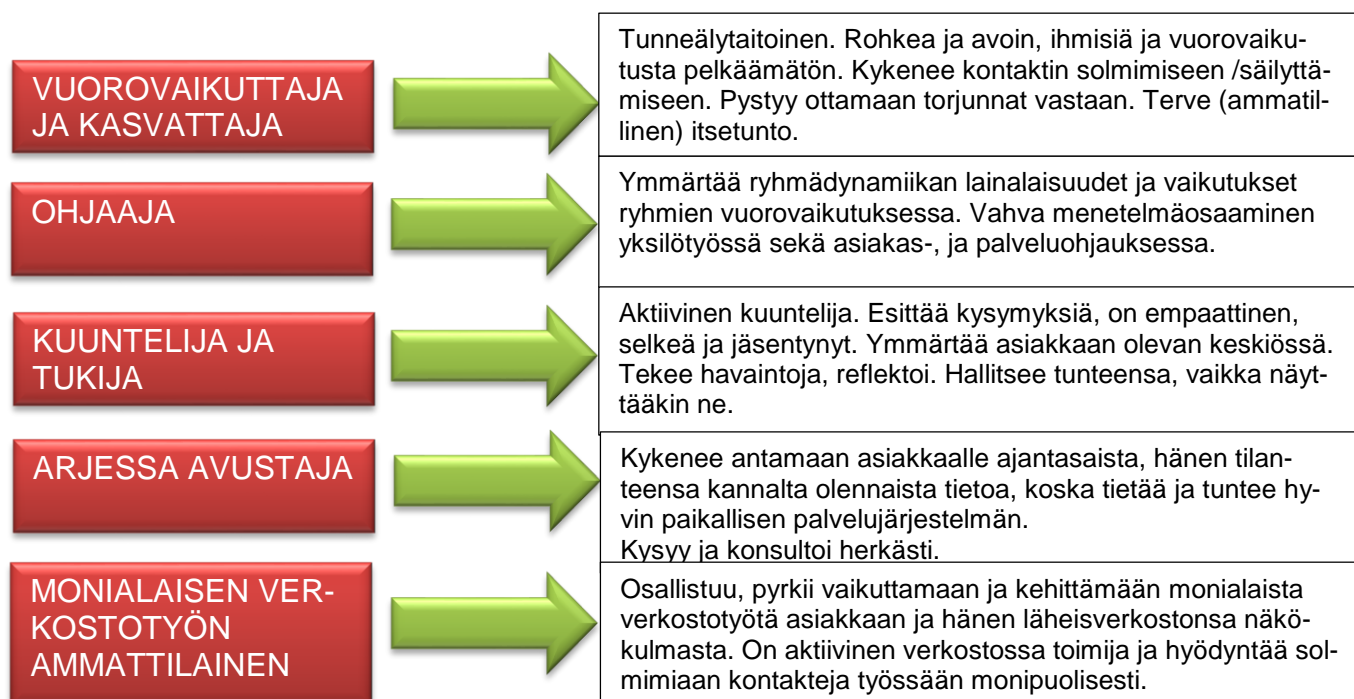 VUOROVAIKUTTAJA
JA KASVATTAJA
Tunneälytaitoinen. Rohkea ja avoin, ihmisiä ja vuorovaiku-
tusta pelkäämätön. Kykenee kontaktin solmimiseen /säilyttä-
miseen. Pystyy ottamaan torjunnat vastaan. Terve (ammatil-
linen) itsetunto.
OHJAAJA
Ymmärtää ryhmädynamiikan lainalaisuudet ja vaikutukset
ryhmien vuorovaikutuksessa. Vahva menetelmäosaaminen
yksilötyössä sekä asiakas-, ja palveluohjauksessa.
KUUNTELIJA JA
TUKIJA
Aktiivinen kuuntelija. Esittää kysymyksiä, on empaattinen,
selkeä ja jäsentynyt. Ymmärtää asiakkaan olevan keskiössä.
Tekee havaintoja, reflektoi. Hallitsee tunteensa, vaikka näyt-
tääkin ne.
ARJESSA AVUSTAJA
Kykenee antamaan asiakkaalle ajantasaista, hänen tilan-
teensa kannalta olennaista tietoa, koska tietää ja tuntee hy-
vin paikallisen palvelujärjestelmän.
Kysyy ja konsultoi herkästi.
MONIALAISEN VER-
KOSTOTYÖN
AMMATTILAINEN
Osallistuu, pyrkii vaikuttamaan ja kehittämään monialaista
verkostotyötä asiakkaan ja hänen läheisverkostonsa näkö-
kulmasta. On aktiivinen verkostossa toimija ja hyödyntää sol-
mimiaan kontakteja työssään monipuolisesti.